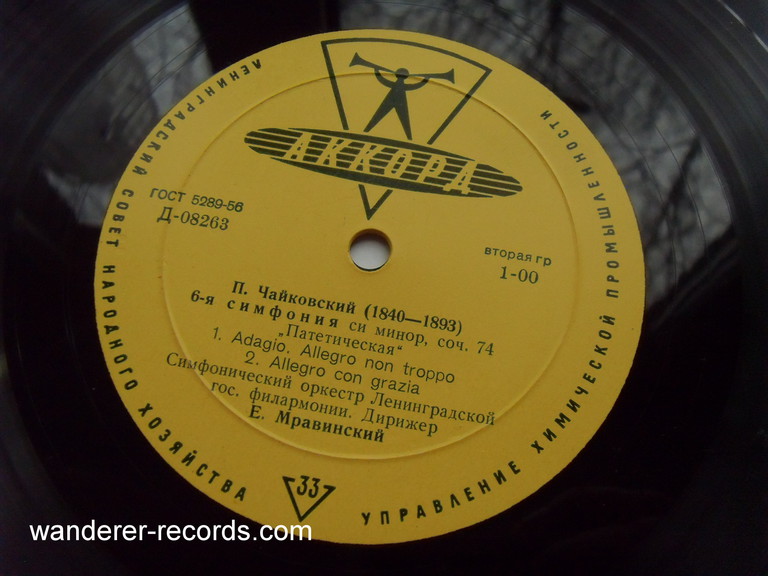 ЛЕНИНГРАДСКИЙ СОВЕТ НАРОДНОГО ХОЗЯЙСТВА
УПРАВЛЕНИЕ ХИМИЧЕСКОЙ ПРОМЫШЛЕННОСТИ
АККОРД
ГОСТ 5289-56
Д-08263
вторая гр
1-00
П. Чайковский (1840—1893)
6-я симфония си минор, соч. 74
„Патетическая“
1. Adagio, Allegro non troppo
2. Allegro con grazia
Симфонический оркестр Ленинградской
гос. филармонии. Дирижер
Е. Мравинский
33
wanderer-records.com